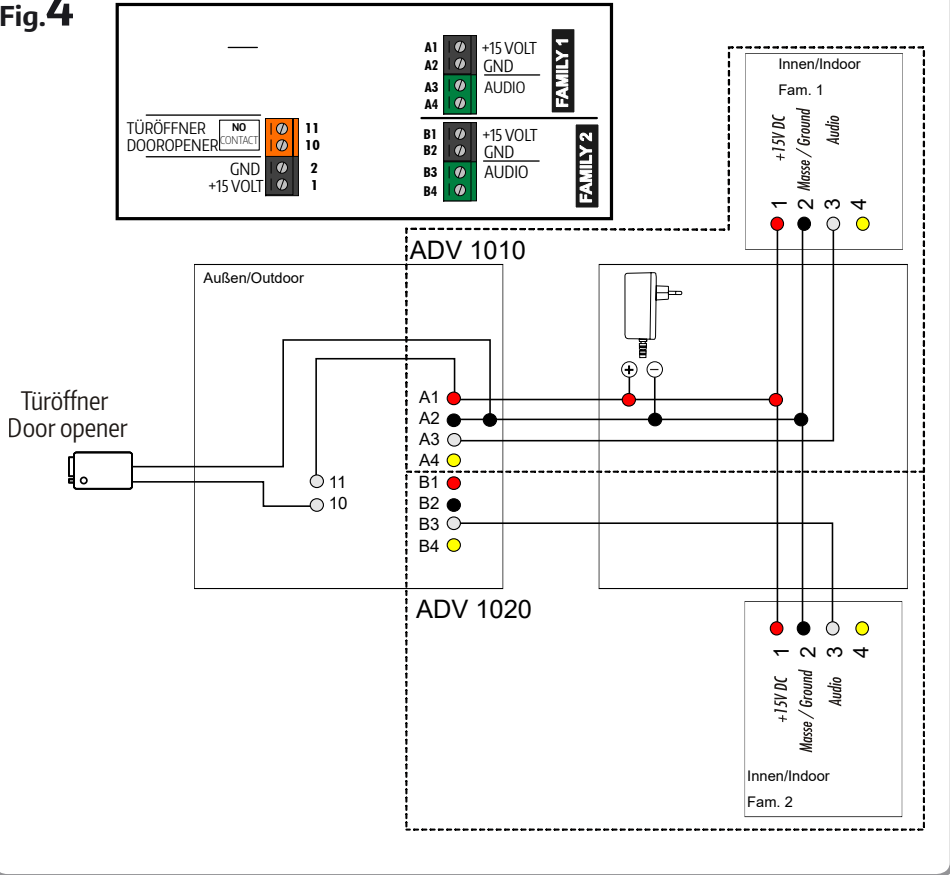 Fig.4
A1 +15 VOLT
A2 GND
A3 AUDIO
A4
FAMILY 1
TÜRÖFFNER NO 11
DOOROPENER CONTACT 10
GND 2
+15 VOLT 1
B1 +15 VOLT
B2 GND
B3 AUDIO
B4
FAMILY 2
Innen/Indoor
Fam. 1
+15V DC
Masse / Ground
Audio
1 2 3 4
ADV 1010
Außen/Outdoor
+ −
Türöffner
Door opener
A1
A2
A3
A4
11
10
B1
B2
B3
B4
ADV 1020
1 2 3 4
+15V DC
Masse / Ground
Audio
Innen/Indoor
Fam. 2